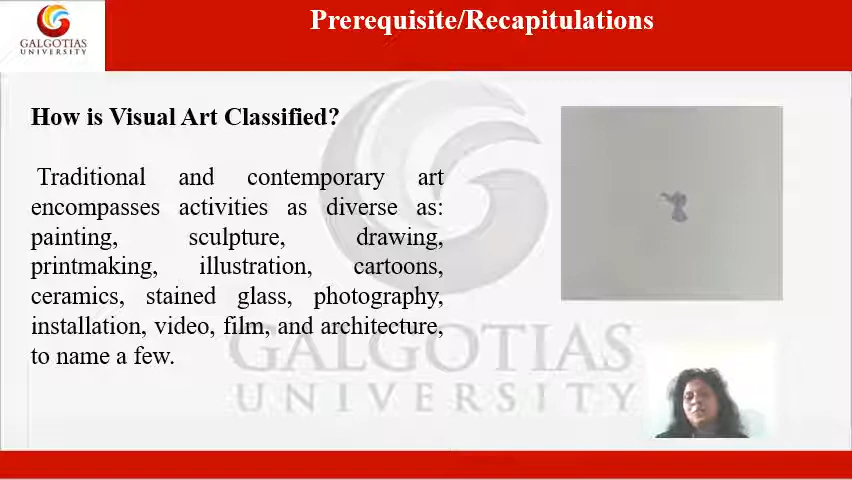 Prerequisite/Recapitulations
GALGOTIAS
UNIVERSITY
How is Visual Art Classified?
Traditional and contemporary art
encompasses activities as diverse as:
painting, sculpture, drawing,
printmaking, illustration, cartoons,
ceramics, stained glass, photography,
installation, video, film, and architecture,
to name a few.
GALGOTIAS
UNIVERSITY